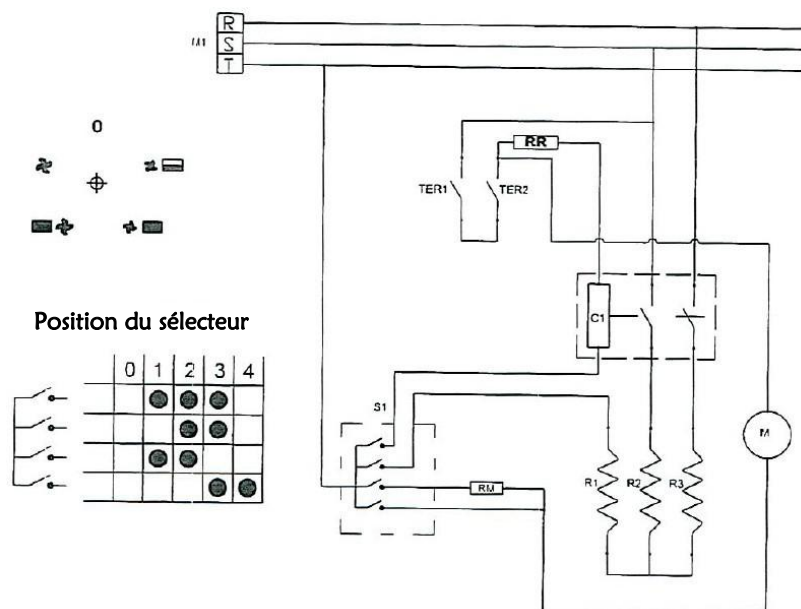 M1
R
S
T
0
RR
TER1
TER2
C1
Position du sélecteur
0 1 2 3 4
S1
M
RM
R1
R2
R3